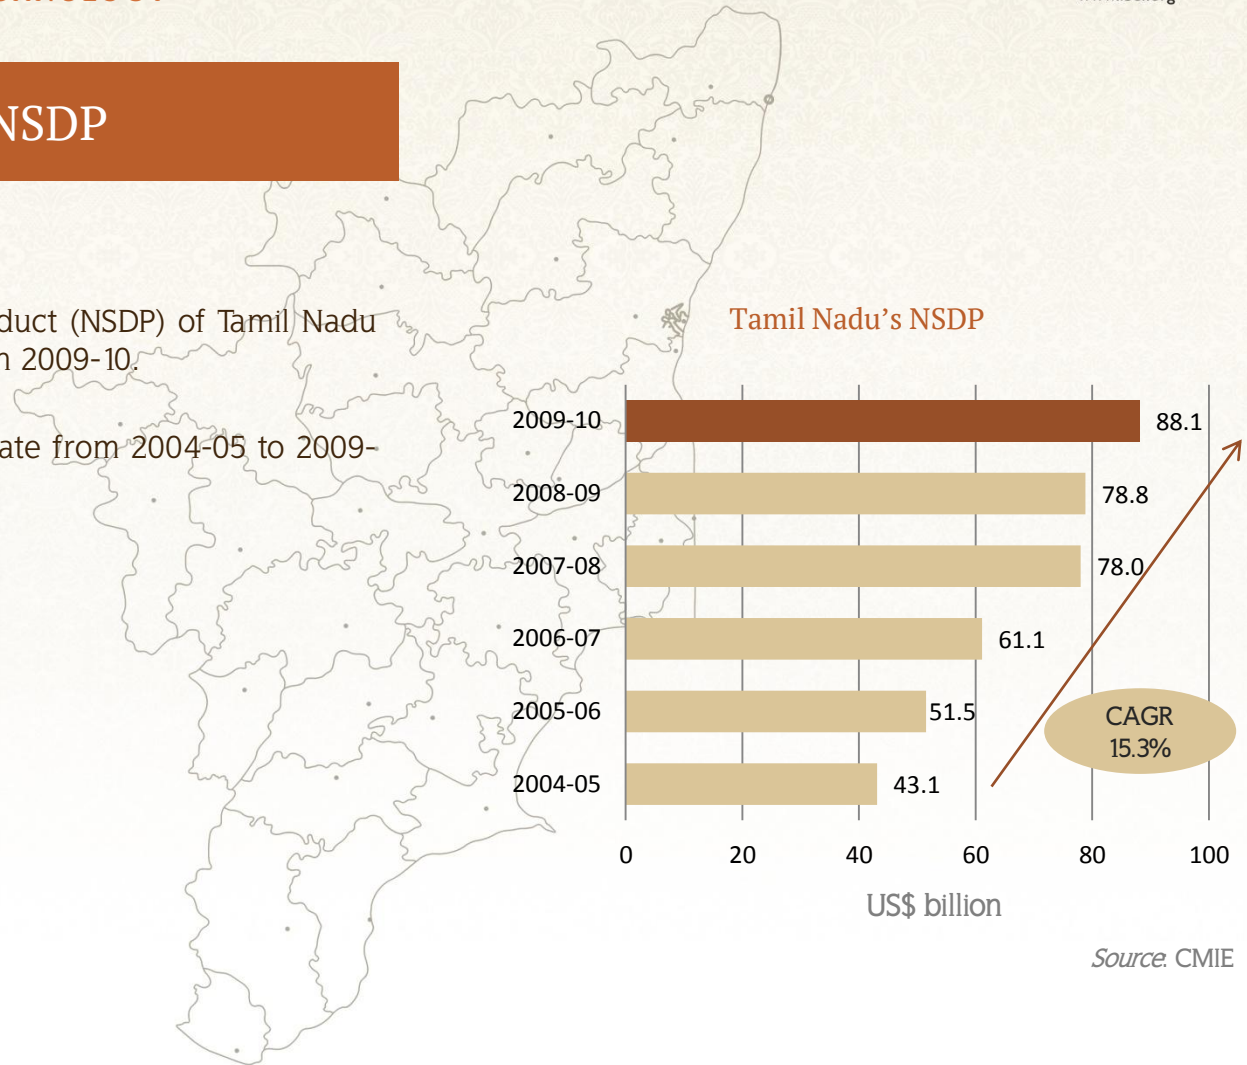 NSDP
duct (NSDP) of Tamil Nadu
n 2009-10.
ate from 2004-05 to 2009-
Tamil Nadu’s NSDP
2009-10 88.1
2008-09 78.8
2007-08 78.0
2006-07 61.1
2005-06 51.5
2004-05 43.1
CAGR
15.3%
0 20 40 60 80 100
US$ billion
Source: CMIE